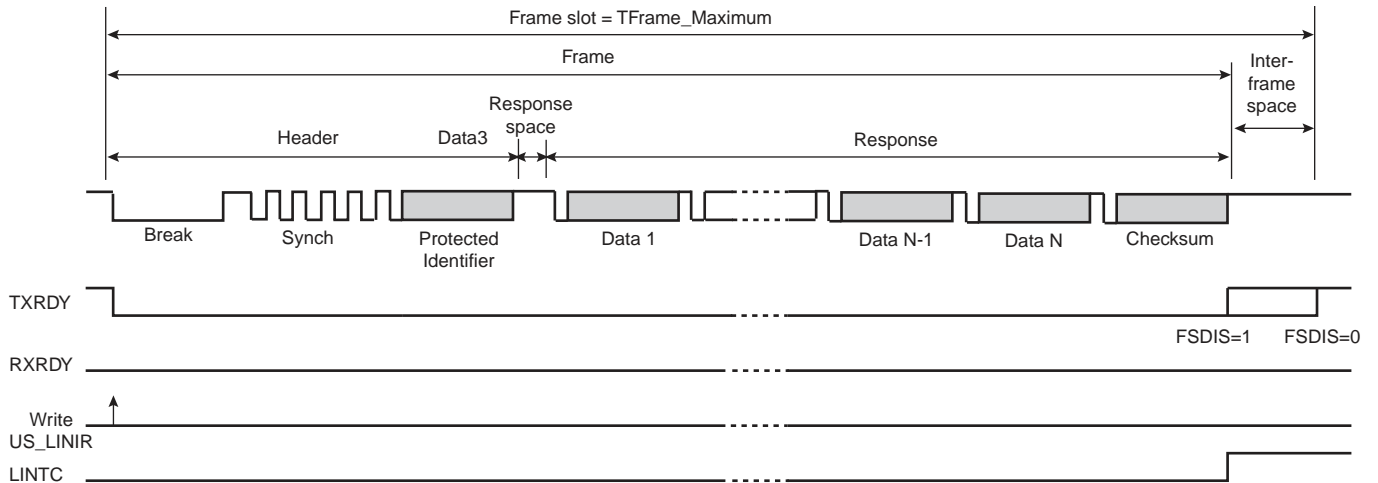 Frame slot = TFrame_Maximum
Frame
Inter-
frame
space
Response
space
Header
Data3
Response
Break
Synch
Protected
Identifier
Data 1
Data N-1
Data N
Checksum
TXRDY
FSDIS=1
FSDIS=0
RXRDY
Write
US_LINIR
LINTC